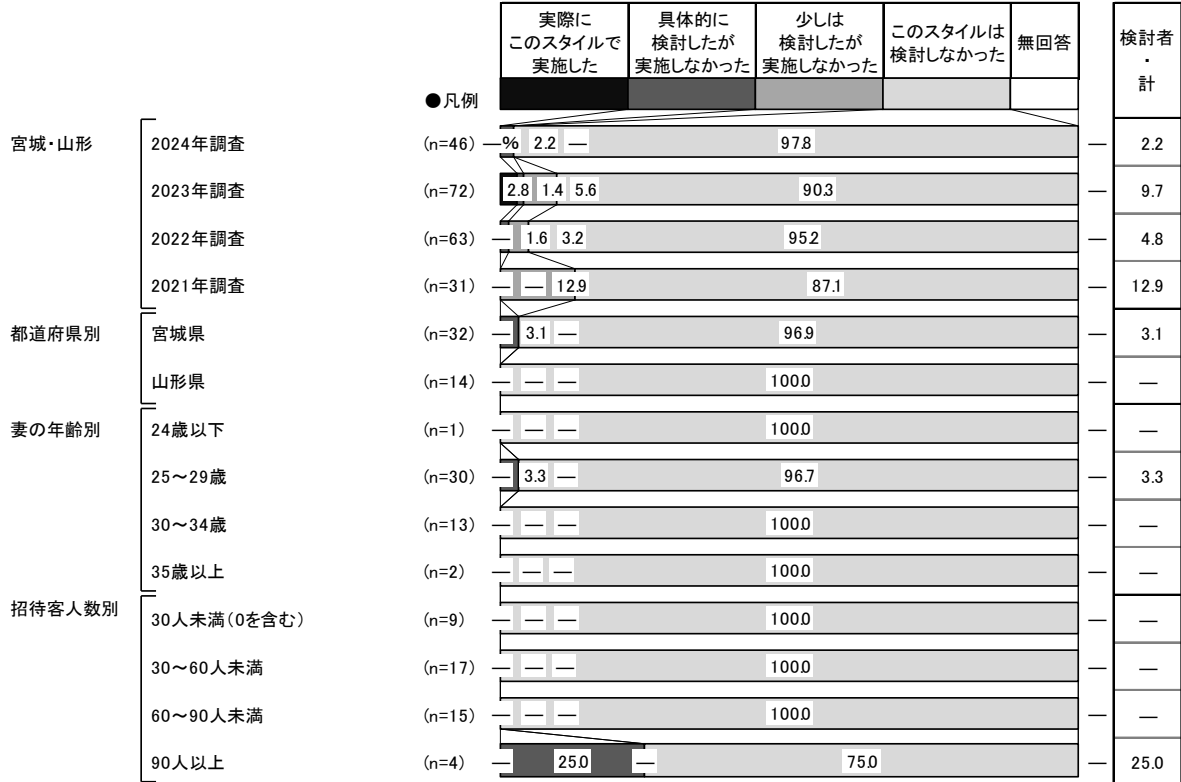 実際に
このスタイルで
実施した
具体的に
検討したが
実施しなかった
少しは
検討したが
実施しなかった
このスタイルは
検討しなかった
無回答
検討者
・
計
●凡例
宮城・山形 2024年調査 (n=46) —% 2.2 — 97.8 — 2.2
2023年調査 (n=72) 2.8 1.4 5.6 90.3 — 9.7
2022年調査 (n=63) — 1.6 3.2 95.2 — 4.8
2021年調査 (n=31) — — 12.9 87.1 — 12.9
都道府県別 宮城県 (n=32) — 3.1 — 96.9 — 3.1
山形県 (n=14) — — — 100.0 — —
妻の年齢別 24歳以下 (n=1) — — — 100.0 — —
25～29歳 (n=30) — 3.3 — 96.7 — 3.3
30～34歳 (n=13) — — — 100.0 — —
35歳以上 (n=2) — — — 100.0 — —
招待客人数別 30人未満（0を含む） (n=9) — — — 100.0 — —
30～60人未満 (n=17) — — — 100.0 — —
60～90人未満 (n=15) — — — 100.0 — —
90人以上 (n=4) — 25.0 — 75.0 — 25.0